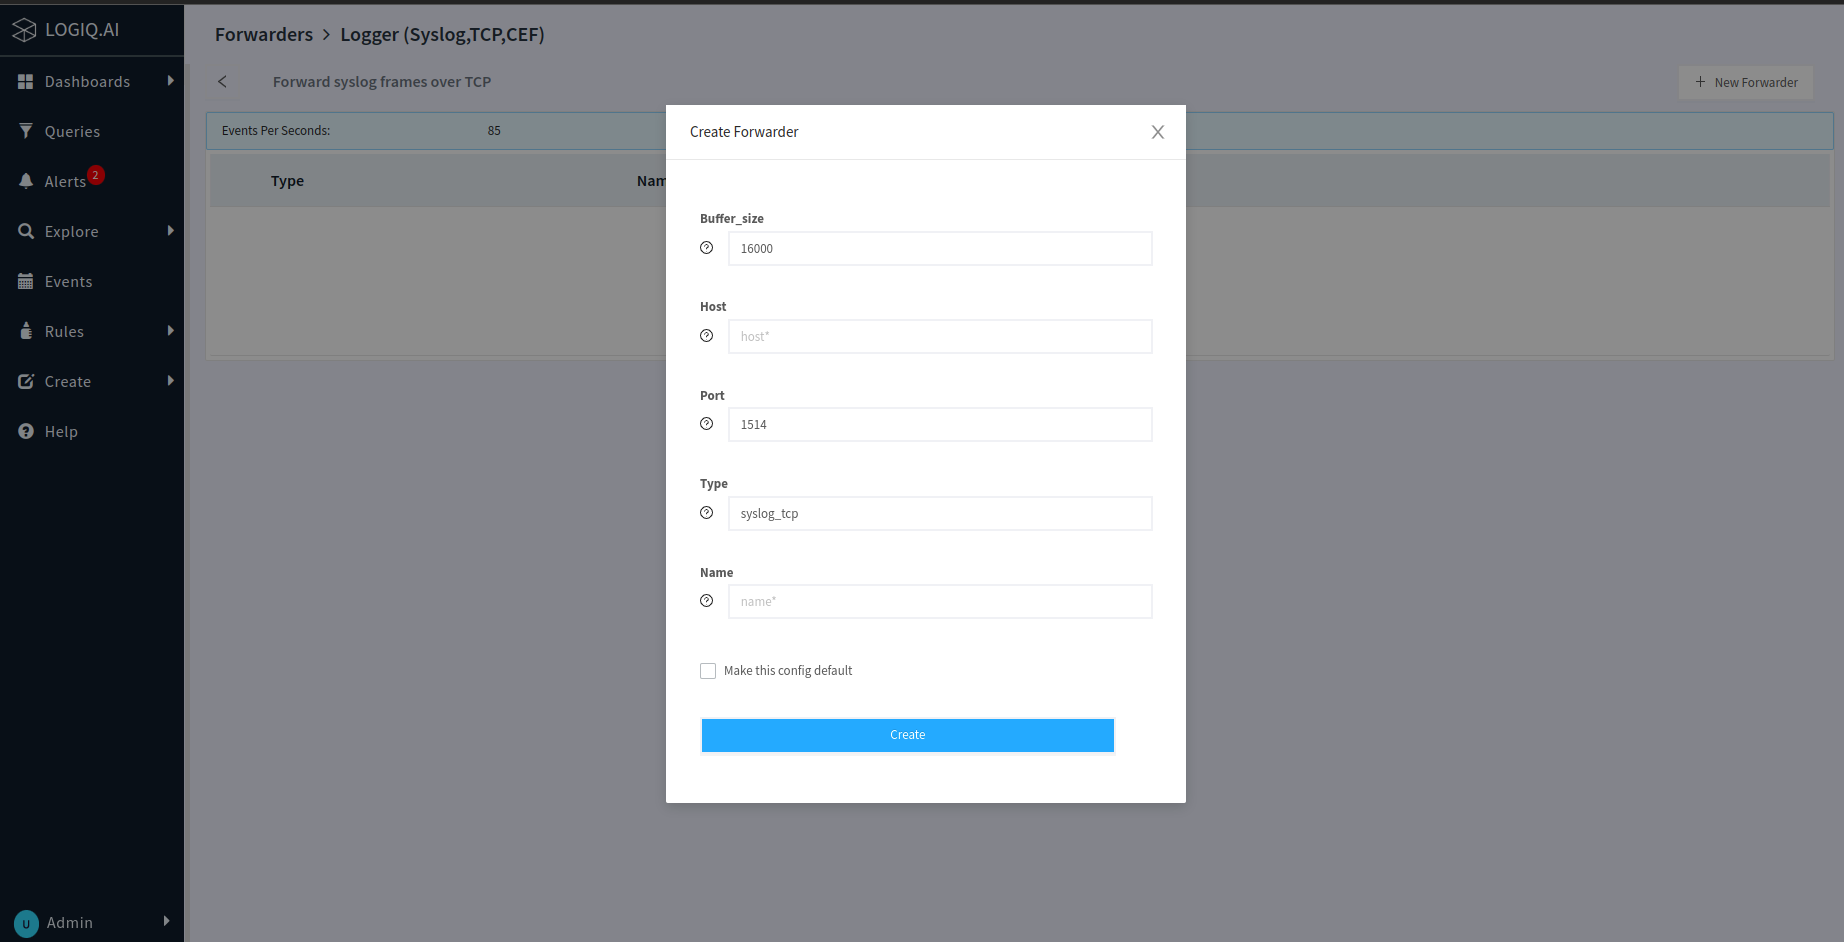 LOGIQ.AI
Dashboards
Queries
Alerts 2
Explore
Events
Rules
Create
Help
U Admin
Forwarders > Logger (Syslog,TCP,CEF)
Forward syslog frames over TCP
+ New Forwarder
Events Per Seconds: 85
Type Nam
Create Forwarder
Buffer_size
16000
Host
host*
Port
1514
Type
syslog_tcp
Name
name*
Make this config default
Create